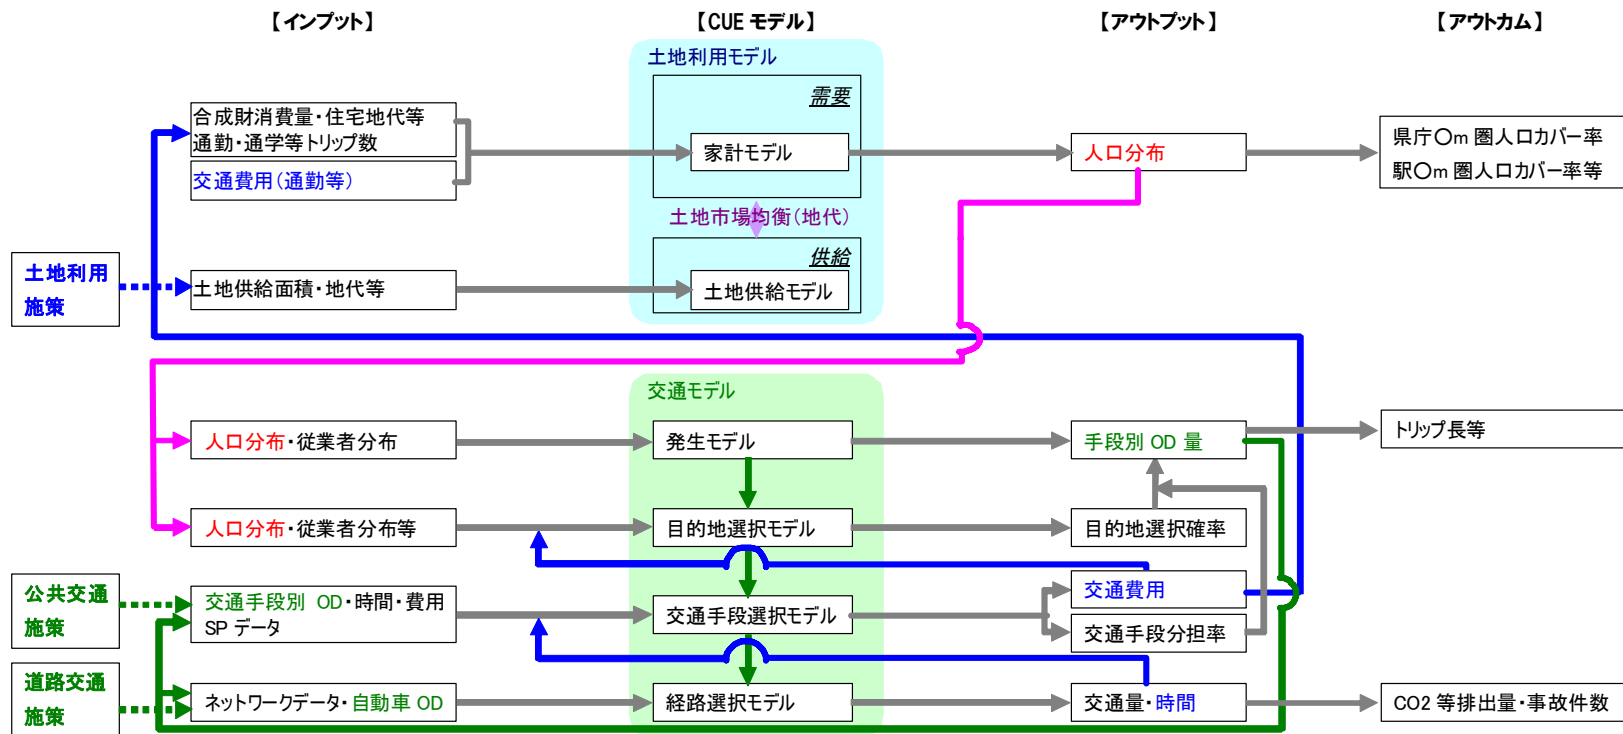 【インプット】
【CUE モデル】
【アウトプット】
【アウトカム】
土地利用モデル
需要
合成財消費量・住宅地代等
通勤・通学等トリップ数
交通費用（通勤等）
家計モデル
人口分布
県庁〇m 圏人口カバー率
駅〇m 圏人口カバー率等
土地市場均衡（地代）
供給
土地利用
施策
土地供給面積・地代等
土地供給モデル
交通モデル
人口分布・従業者分布
発生モデル
手段別 OD 量
トリップ長等
人口分布・従業者分布等
目的地選択モデル
目的地選択確率
公共交通
施策
交通手段別 OD・時間・費用
SP データ
交通手段選択モデル
交通費用
交通手段分担率
道路交通
施策
ネットワークデータ・自動車 OD
経路選択モデル
交通量・時間
CO2 等排出量・事故件数